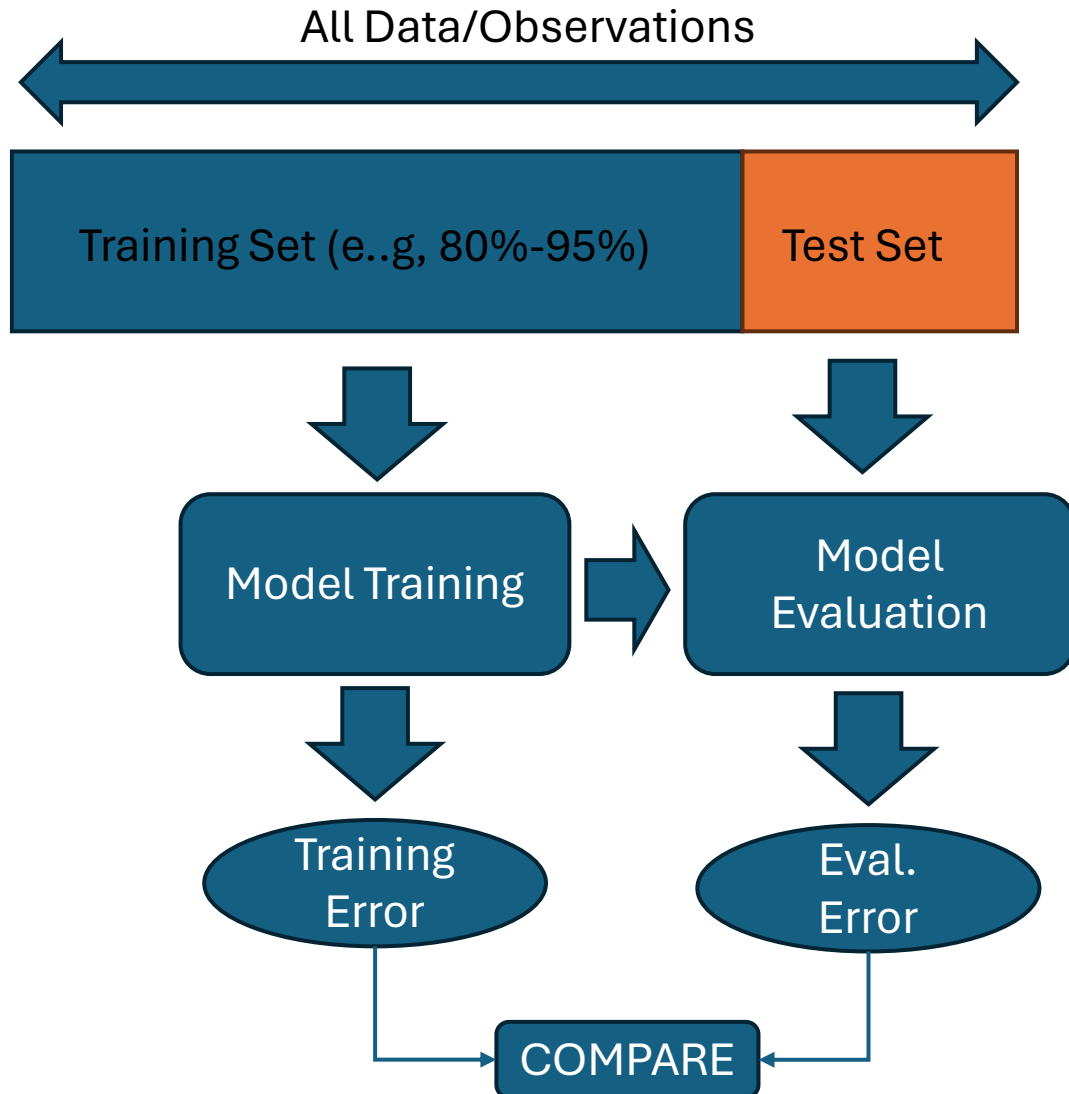 All Data/Observations
Training Set (e..g, 80%-95%)
Test Set
Model Training
Model
Evaluation
Training
Error
Eval.
Error
COMPARE